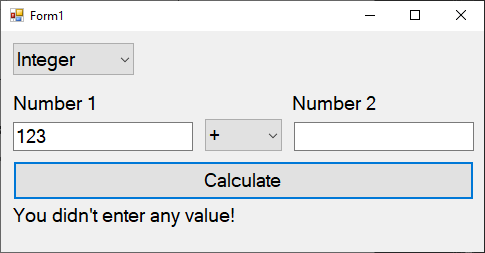 Form1
Integer
Number 1 Number 2
123 +
Calculate
You didn't enter any value!